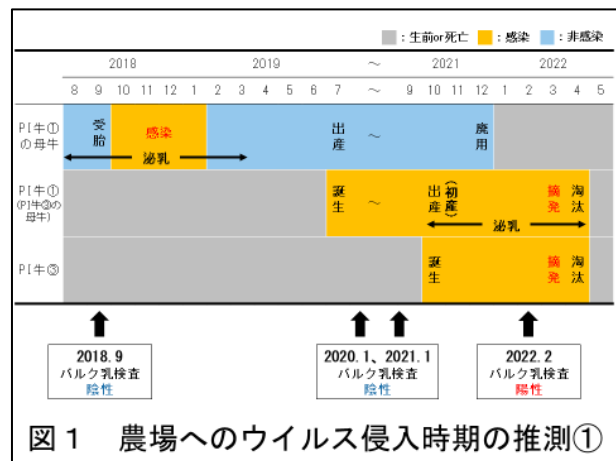 ：生前or死亡 ：感染 ：非感染
2018 2019 ～ 2021 2022
8 9 10 11 12 1 2 3 4 5 6 7 ～ 9 10 11 12 1 2 3 4 5
PI牛①
の母牛
受胎
感染
泌乳
出産
～
廃用
PI牛①
(PI牛②の
母牛)
誕生
～
出産(初産)
泌乳
摘発
淘汰
PI牛②
誕生
摘発
淘汰
2018.9
バルク乳検査
陰性
2020.1、2021.1
バルク乳検査
陰性
2022.2
バルク乳検査
陽性
図1 農場へのウイルス侵入時期の推測①